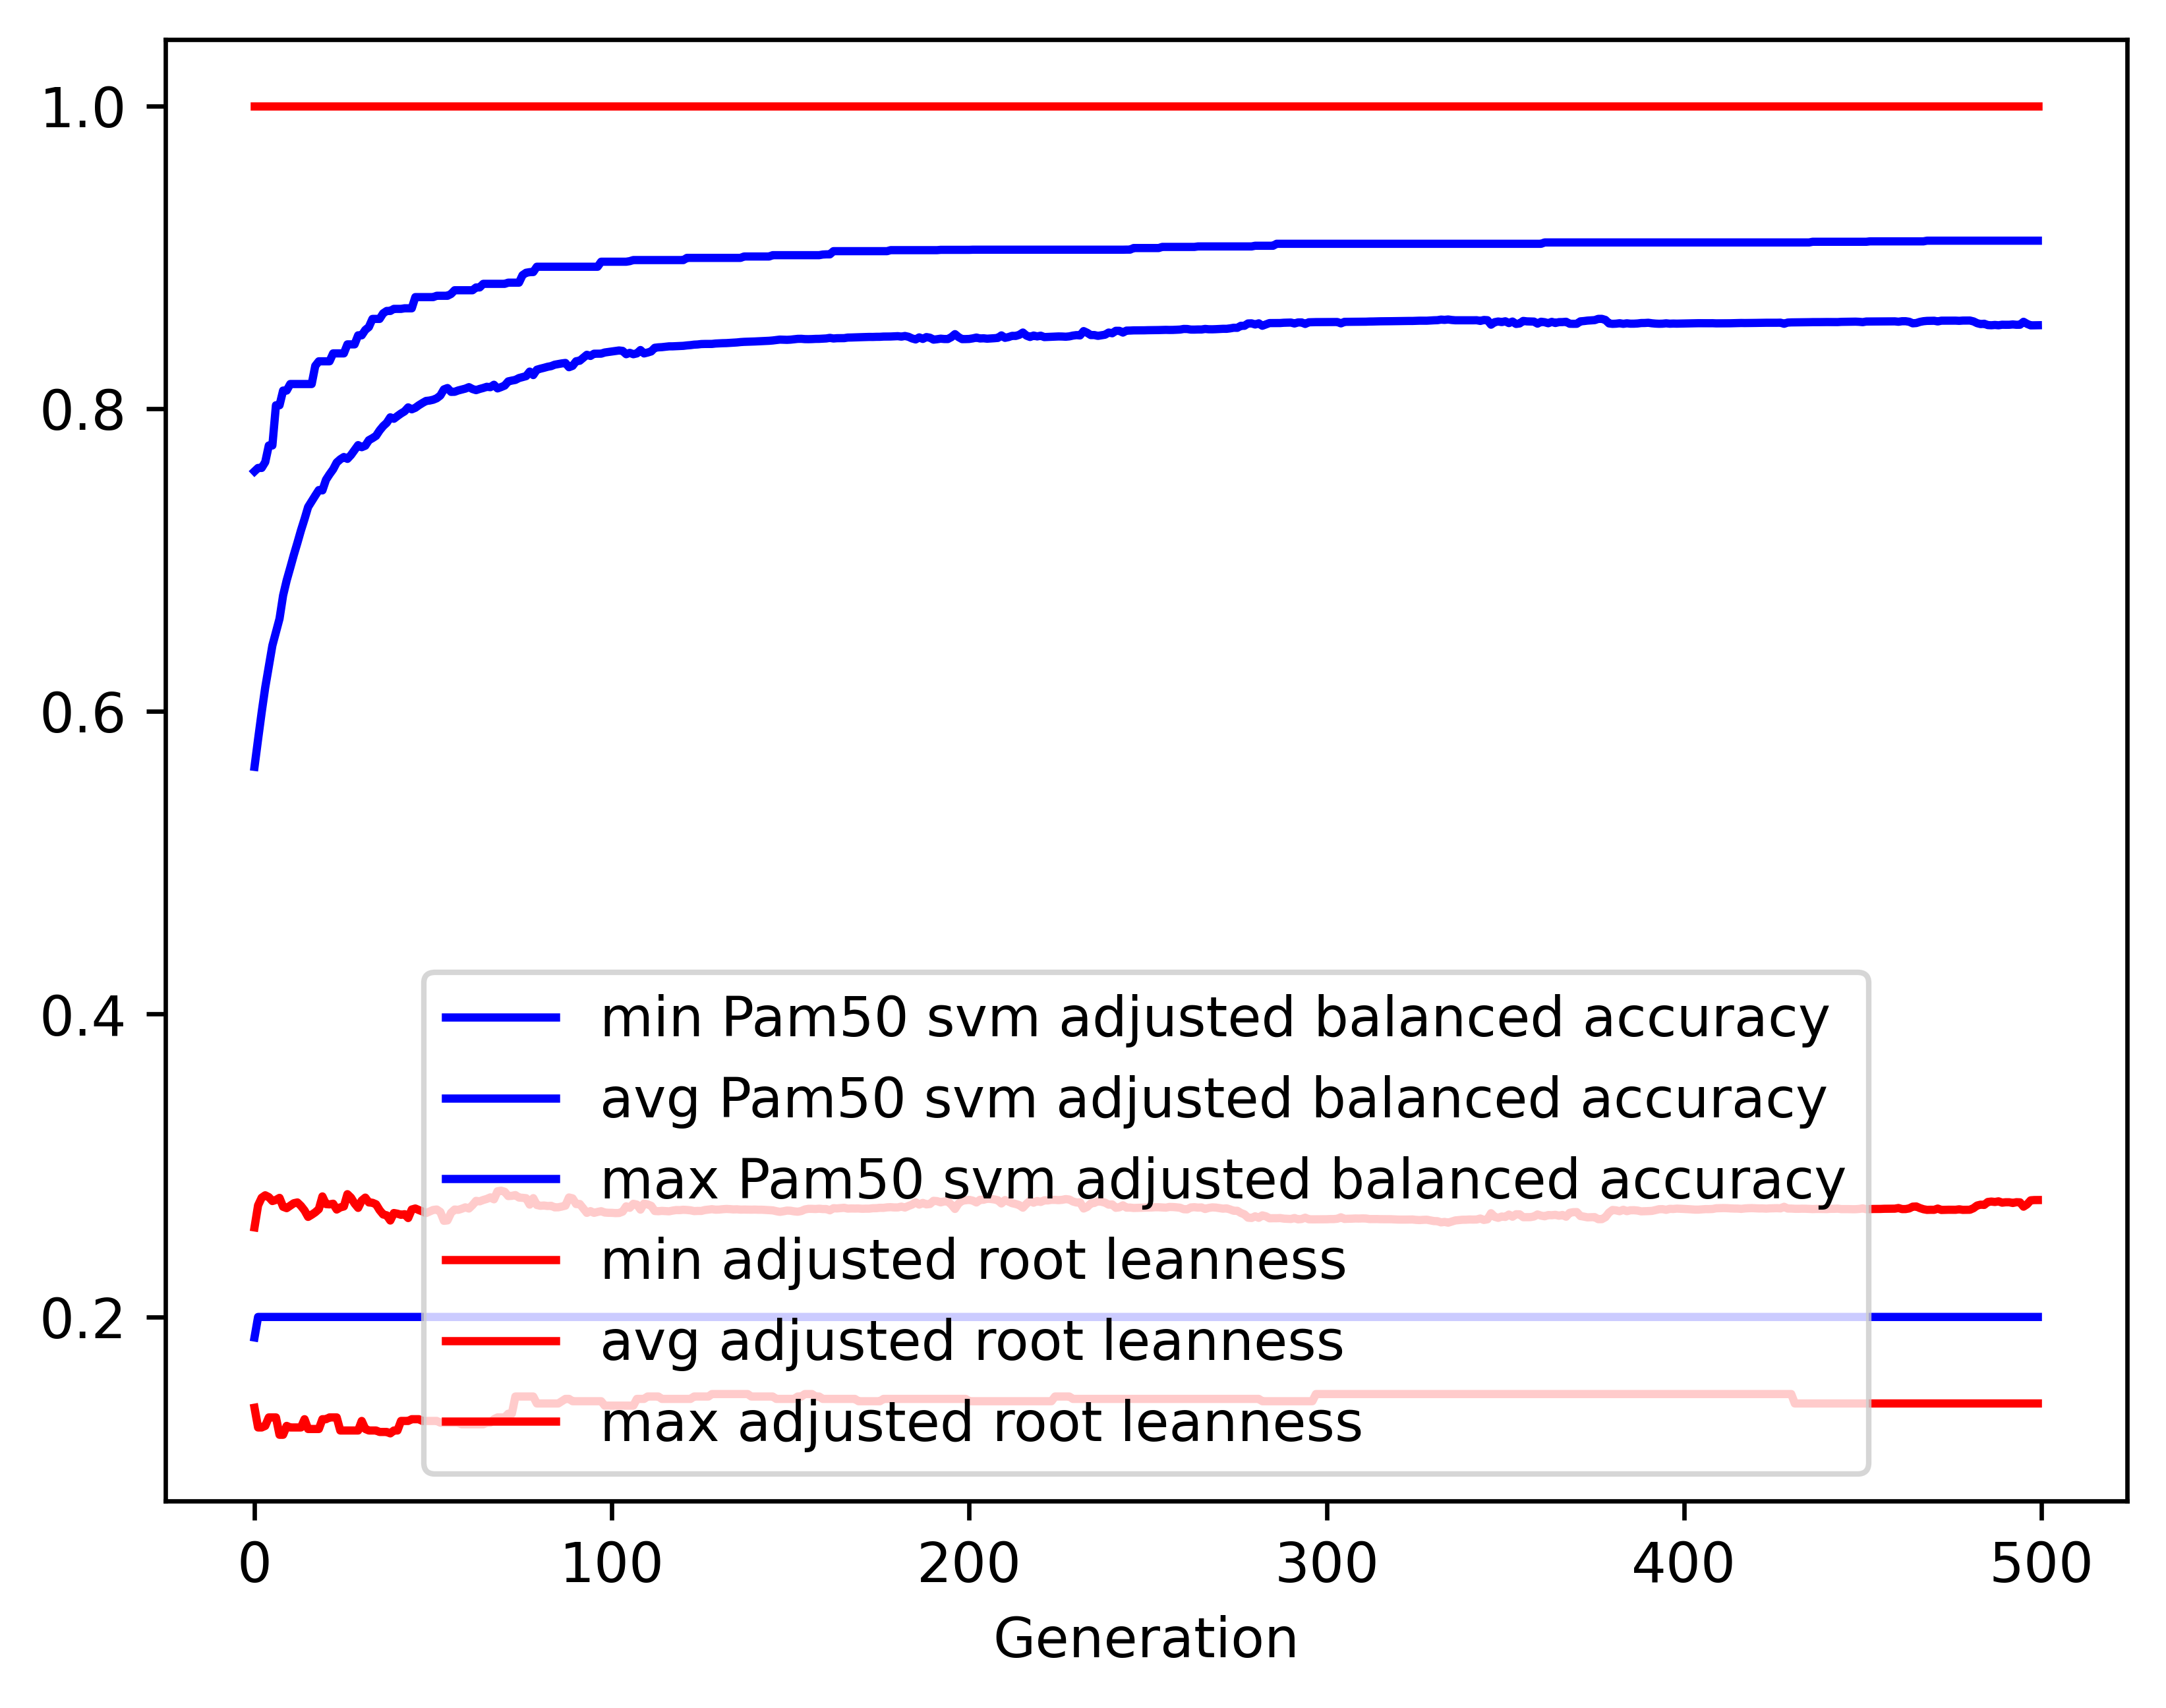 1.0
0.8
0.6
0.4
0.2
min Pam50 svm adjusted balanced accuracy
avg Pam50 svm adjusted balanced accuracy
max Pam50 svm adjusted balanced accuracy
min adjusted root leanness
avg adjusted root leanness
max adjusted root leanness
0 100 200 300 400 500
Generation